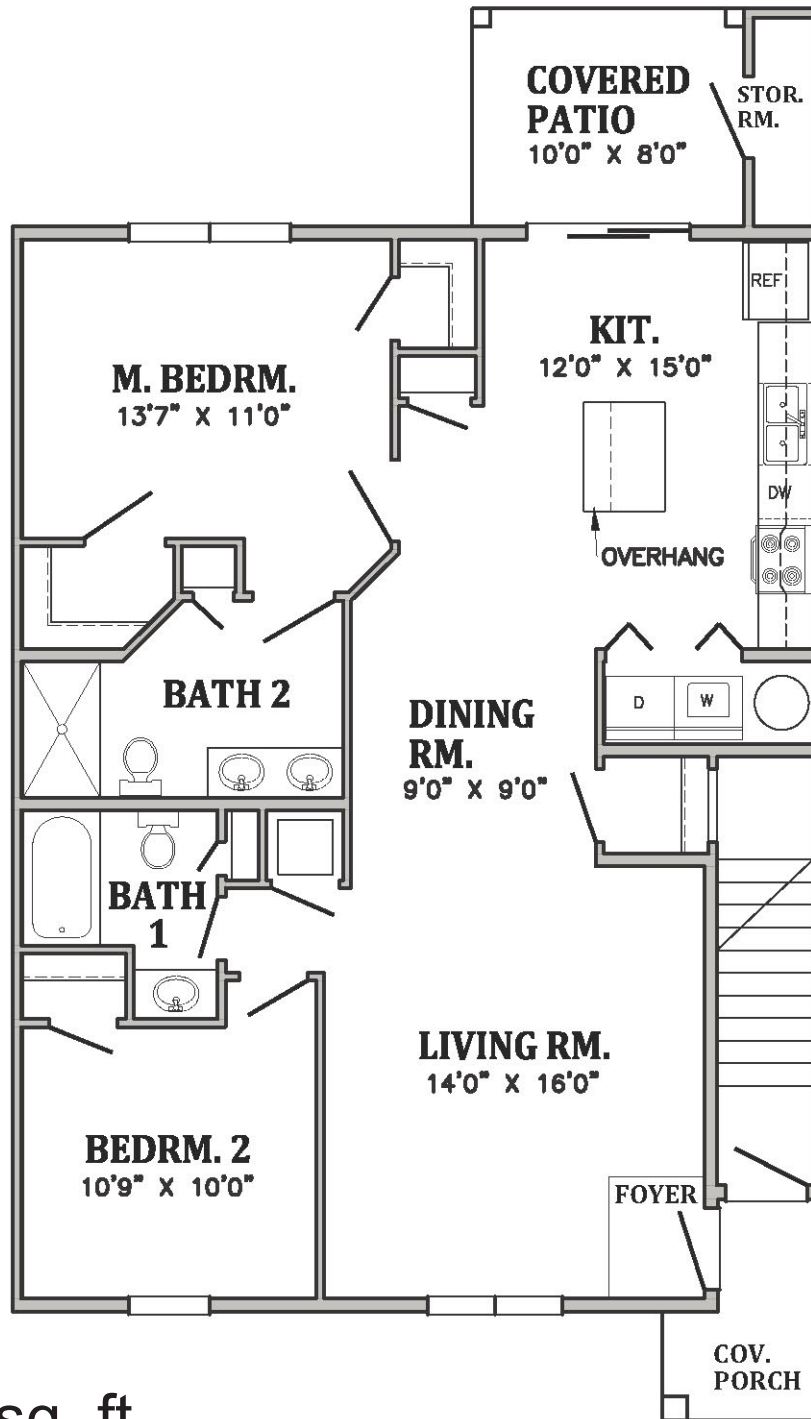 COVERED
PATIO
10'0" X 8'0"
STOR.
RM.
REF
KIT.
12'0" X 15'0"
M. BEDRM.
13'7" X 11'0"
DW
OVERHANG
BATH 2
D
W
DINING
RM.
9'0" X 9'0"
BATH
1
LIVING RM.
14'0" X 16'0"
BEDRM. 2
10'9" X 10'0"
FOYER
COV.
PORCH
sq. ft.